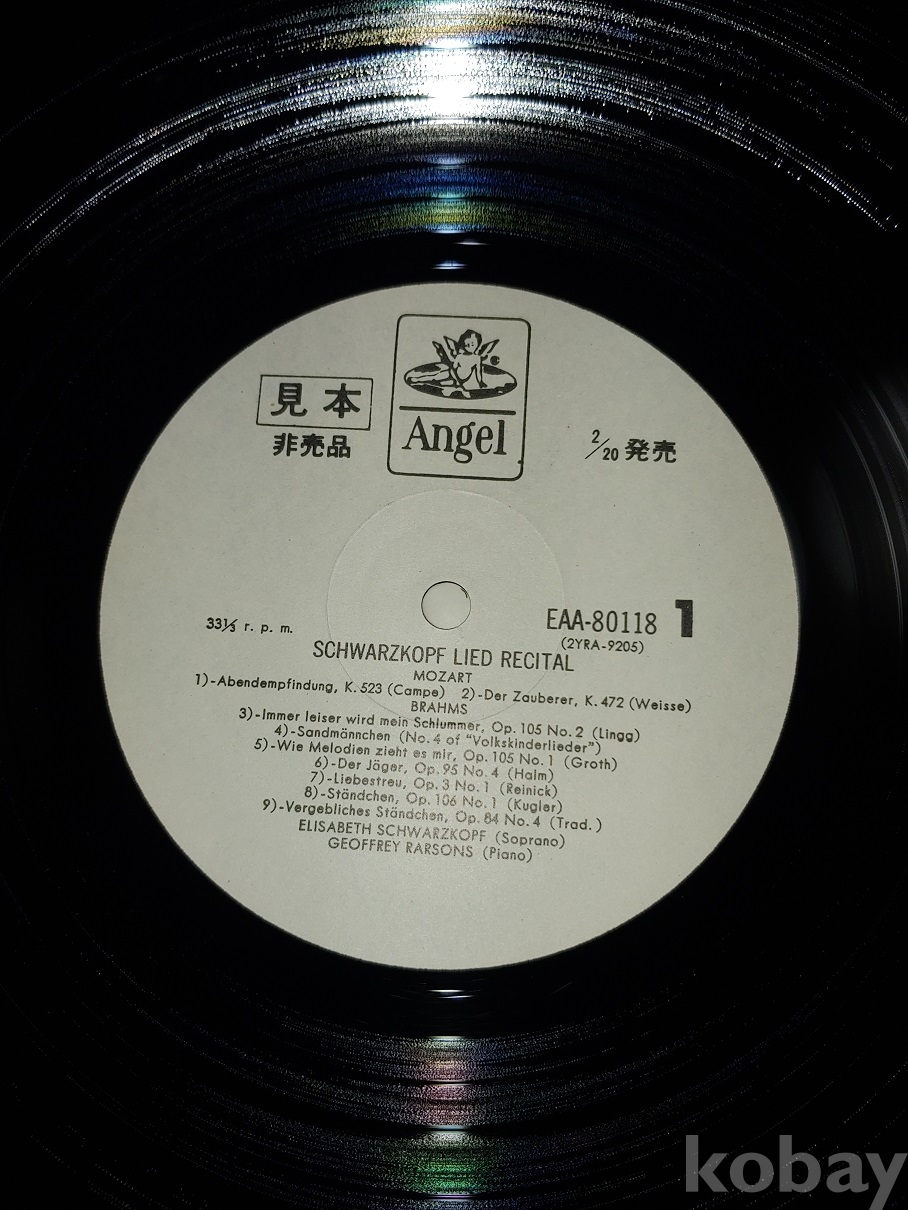 見本
非売品
Angel
2/20 発売
33⅓ r. p. m.
EAA-80118 1
(2YRA-9205)
SCHWARZKOPF LIED RECITAL
MOZART
1)-Abendempfindung, K. 523 (Campe) 2)-Der Zauberer, K. 472 (Weisse)
BRAHMS
3)-Immer leiser wird mein Schlummer, Op. 105 No. 2 (Lingg)
4)-Sandmännchen (No. 4 of "Volkskinderlieder")
5)-Wie Melodien zieht es mir, Op. 105 No. 1 (Groth)
6)-Der Jäger, Op. 95 No. 4 (Halm)
7)-Liebestreu, Op. 3 No. 1 (Reinick)
8)-Ständchen, Op. 106 No. 1 (Kugler)
9)-Vergebliches Ständchen, Op. 84 No. 4 (Trad.)
ELISABETH SCHWARZKOPF (Soprano)
GEOFFREY RARSONS (Piano)
kobay